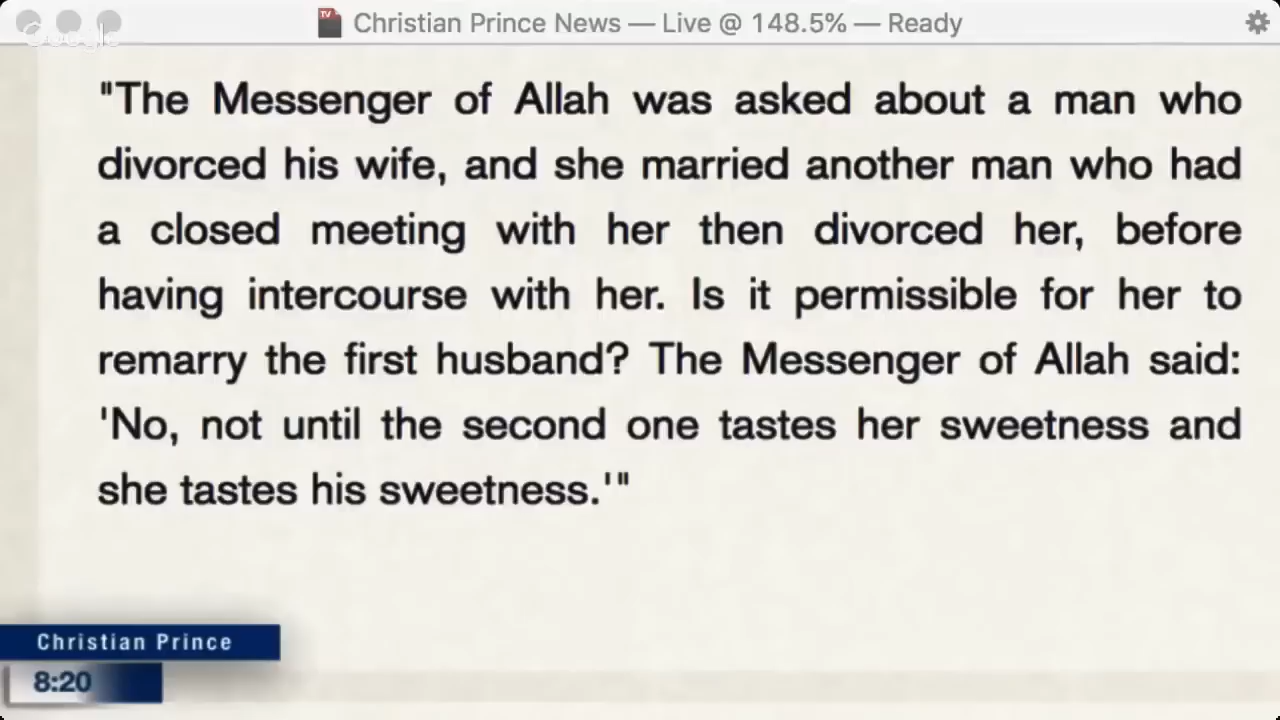 TV
Christian Prince News — Live @ 148.5% — Ready
Google
"The Messenger of Allah was asked about a man who
divorced his wife, and she married another man who had
a closed meeting with her then divorced her, before
having intercourse with her. Is it permissible for her to
remarry the first husband? The Messenger of Allah said:
'No, not until the second one tastes her sweetness and
she tastes his sweetness.'"
Christian Prince
8:20